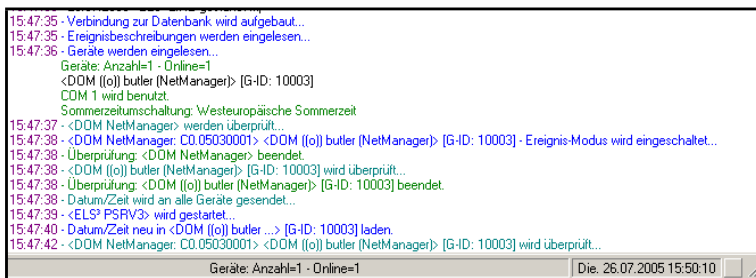 15:47:35 - Verbindung zur Datenbank wird aufgebaut...
15:47:35 - Ereignisbeschreibungen werden eingelesen...
15:47:36 - Geräte werden eingelesen...
Geräte: Anzahl=1 - Online=1
<DOM ((o)) butler (NetManager)> [G-ID: 10003]
COM 1 wird benutzt.
Sommerzeitumschaltung: Westeuropäische Sommerzeit
15:47:37 - <DOM NetManager> werden überprüft...
15:47:38 - <DOM NetManager: C0.05030001> <DOM ((o)) butler (NetManager)> [G-ID: 10003] - Ereignis-Modus wird eingeschaltet...
15:47:38 - Überprüfung: <DOM NetManager> beendet.
15:47:38 - <DOM ((o)) butler (NetManager)> [G-ID: 10003] wird überprüft...
15:47:38 - Überprüfung: <DOM ((o)) butler (NetManager)> [G-ID: 10003] beendet.
15:47:38 - Datum/Zeit wird an alle Geräte gesendet...
15:47:39 - <ELS³ PSRV3> wird gestartet...
15:47:40 - Datum/Zeit neu in <DOM ((o)) butler ...> [G-ID: 10003] laden.
15:47:42 - <DOM NetManager: C0.05030001> <DOM ((o)) butler (NetManager)> [G-ID: 10003] wird überprüft...
Geräte: Anzahl=1 - Online=1
Die. 26.07.2005 15:50:10